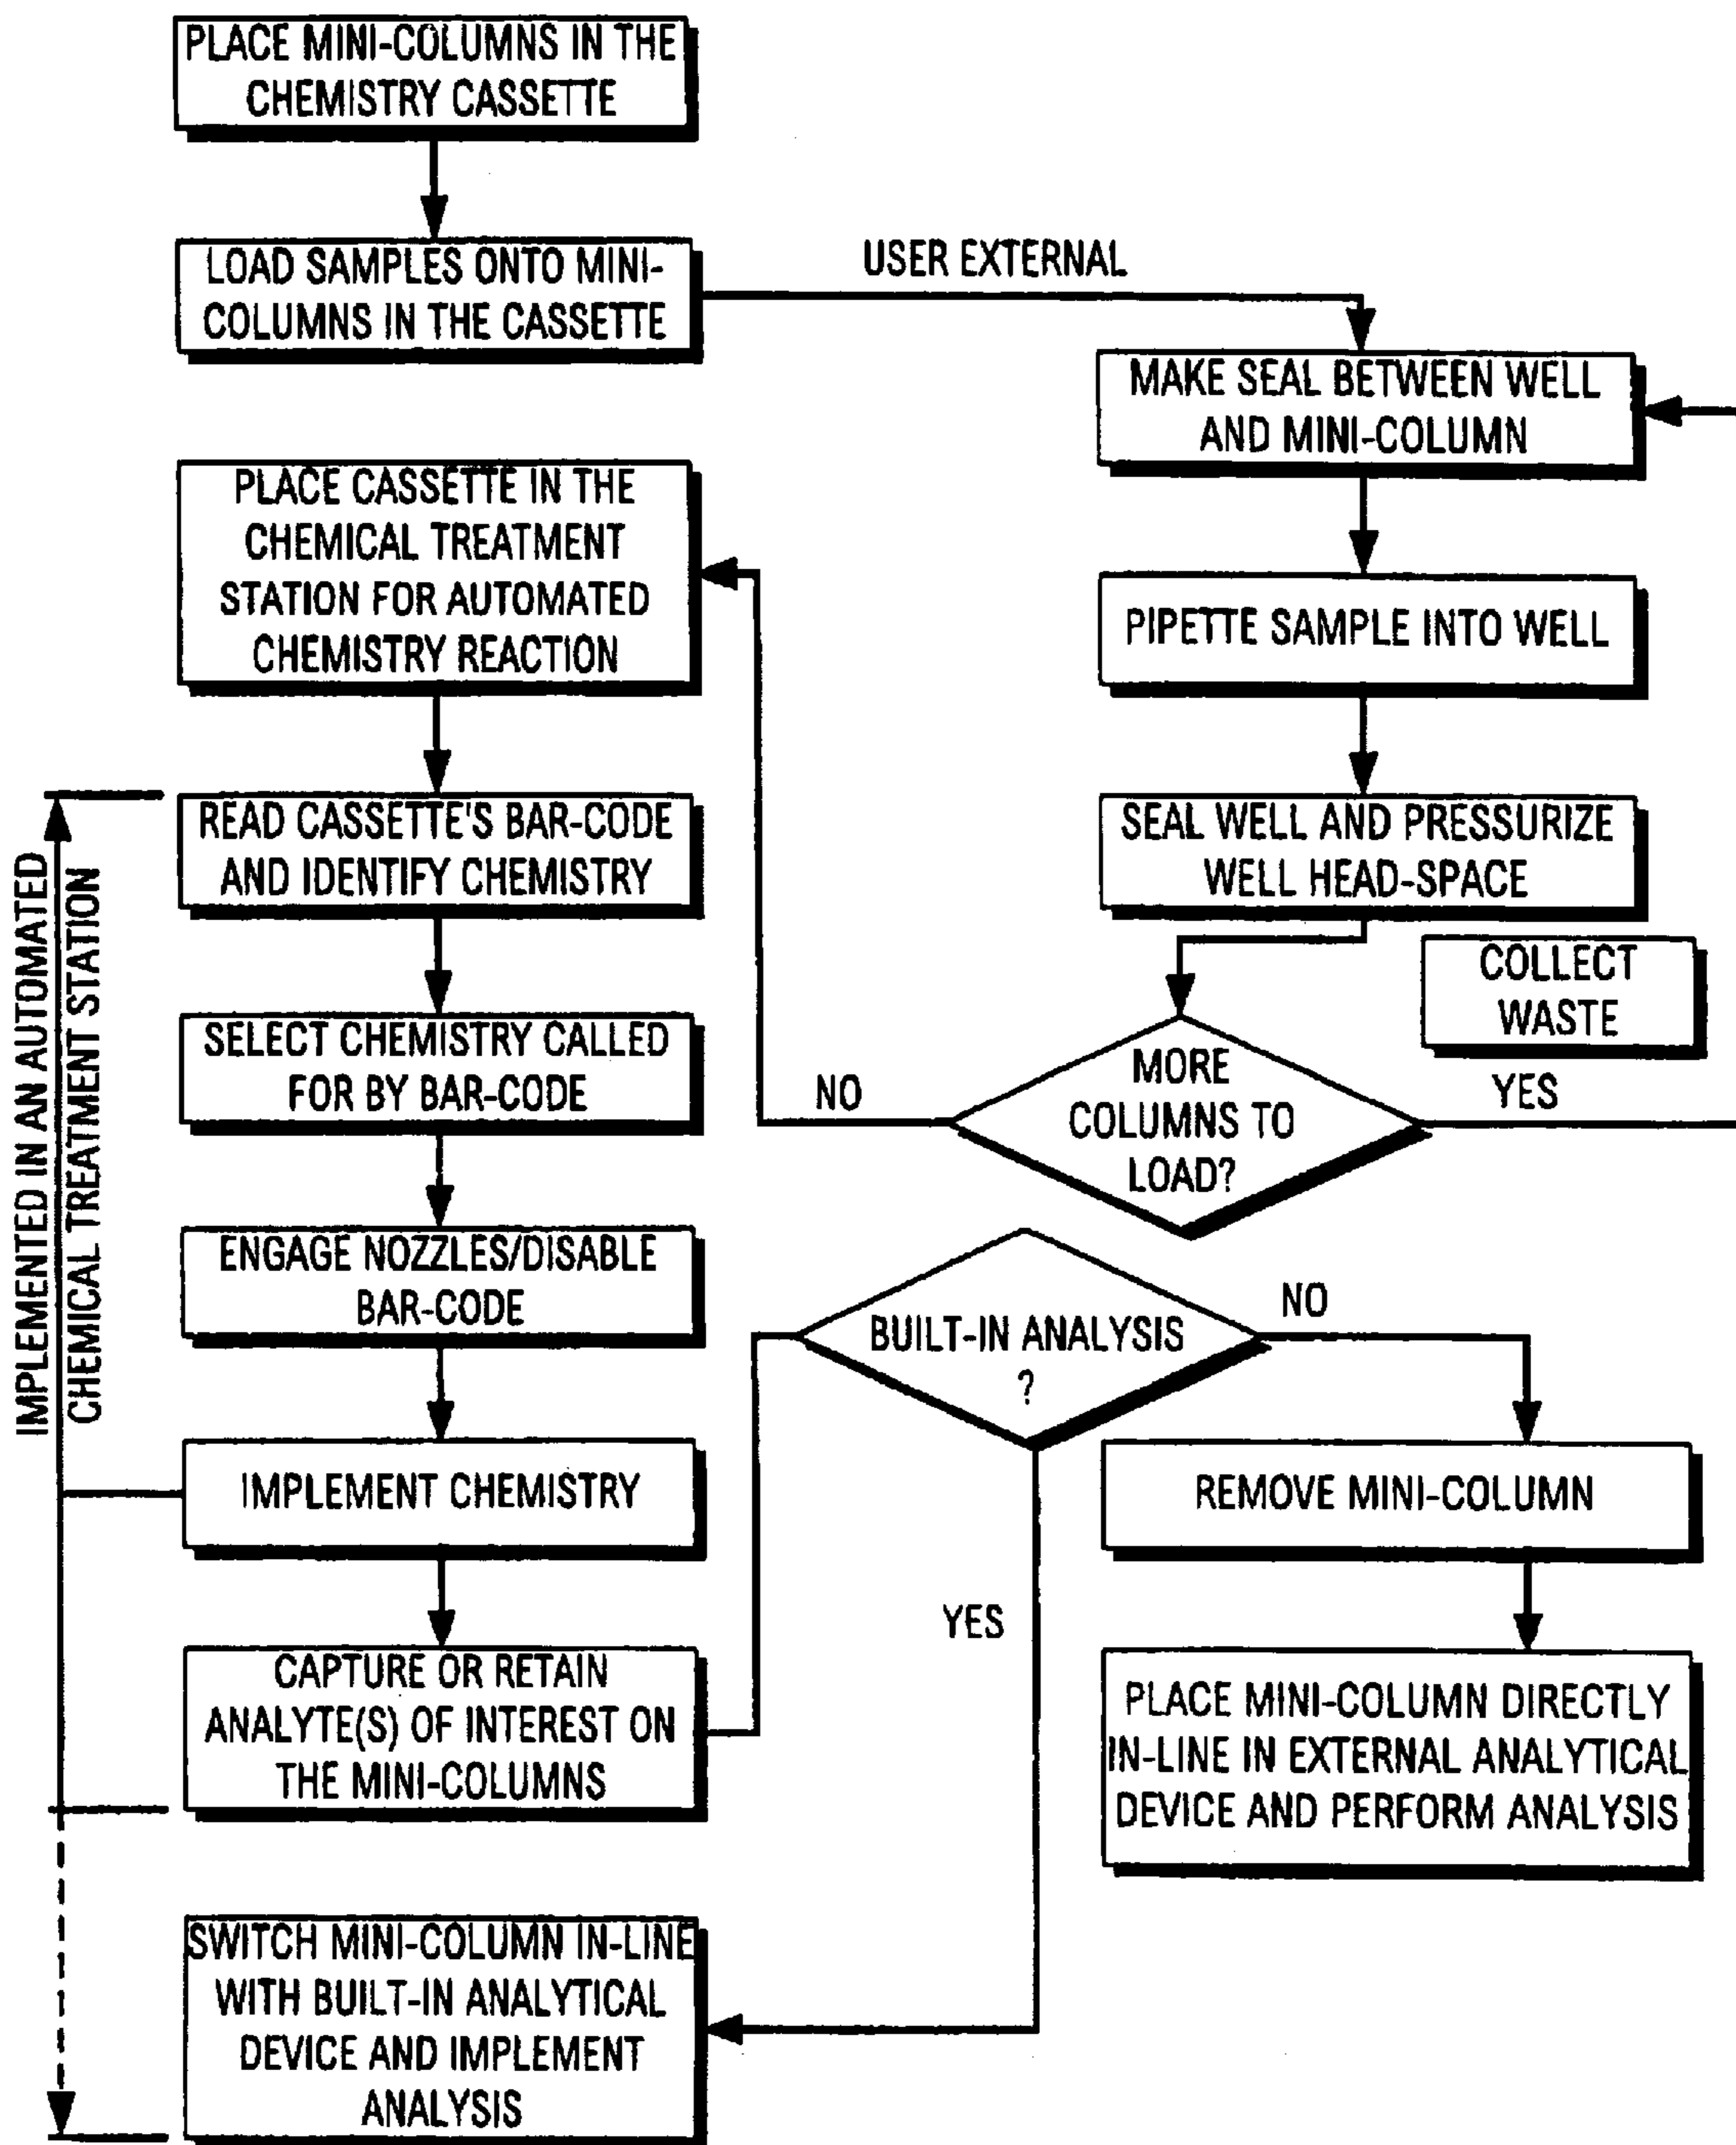 PLACE MINI-COLUMNS IN THE
CHEMISTRY CASSETTE
LOAD SAMPLES ONTO MINI-
COLUMNS IN THE CASSETTE
USER EXTERNAL
MAKE SEAL BETWEEN WELL
AND MINI-COLUMN
PIPETTE SAMPLE INTO WELL
SEAL WELL AND PRESSURIZE
WELL HEAD-SPACE
COLLECT
WASTE
MORE
COLUMNS TO
LOAD?
YES
NO
PLACE CASSETTE IN THE
CHEMICAL TREATMENT
STATION FOR AUTOMATED
CHEMISTRY REACTION
IMPLEMENTED IN AN AUTOMATED
CHEMICAL TREATMENT STATION
READ CASSETTE'S BAR-CODE
AND IDENTIFY CHEMISTRY
SELECT CHEMISTRY CALLED
FOR BY BAR-CODE
ENGAGE NOZZLES/DISABLE
BAR-CODE
IMPLEMENT CHEMISTRY
CAPTURE OR RETAIN
ANALYTE(S) OF INTEREST ON
THE MINI-COLUMNS
BUILT-IN ANALYSIS
?
NO
REMOVE MINI-COLUMN
PLACE MINI-COLUMN DIRECTLY
IN-LINE IN EXTERNAL ANALYTICAL
DEVICE AND PERFORM ANALYSIS
YES
SWITCH MINI-COLUMN IN-LINE
WITH BUILT-IN ANALYTICAL
DEVICE AND IMPLEMENT
ANALYSIS